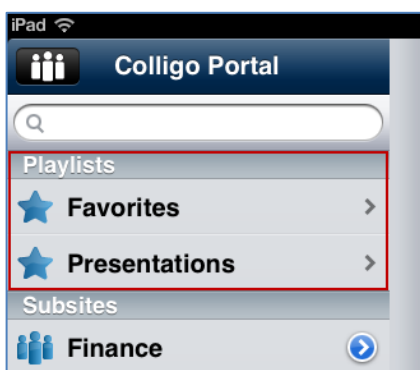 iPad
Colligo Portal
Playlists
Favorites
Presentations
Subsites
Finance